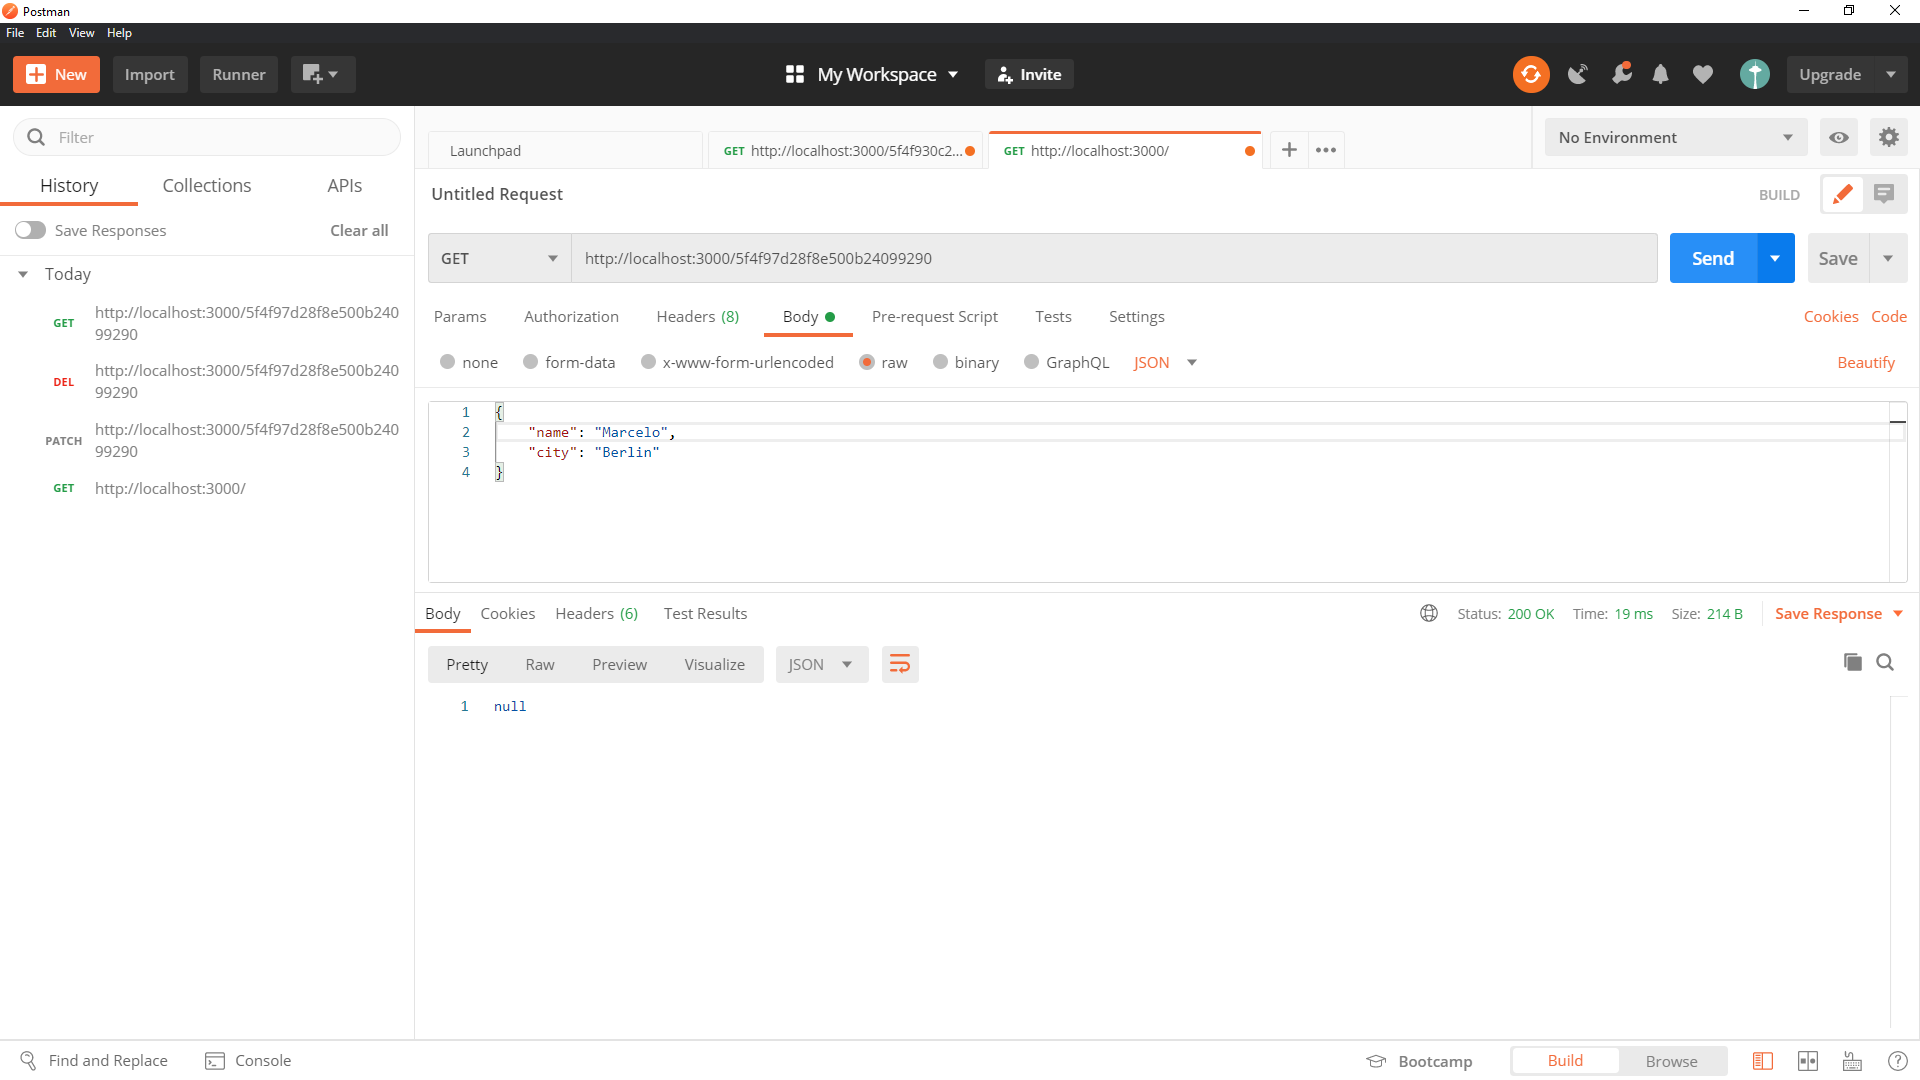 Postman
File Edit View Help
New Import Runner My Workspace Invite Upgrade
Filter
History Collections APIs
Save Responses Clear all
Today
GET http://localhost:3000/5f4f97d28f8e500b240
99290
DEL http://localhost:3000/5f4f97d28f8e500b240
99290
PATCH http://localhost:3000/5f4f97d28f8e500b240
99290
GET http://localhost:3000/
Launchpad GET http://localhost:3000/5f4f930c2... GET http://localhost:3000/ No Environment
Untitled Request BUILD
GET http://localhost:3000/5f4f97d28f8e500b24099290 Send Save
Params Authorization Headers (8) Body Pre-request Script Tests Settings Cookies Code
none form-data x-www-form-urlencoded raw binary GraphQL JSON Beautify
1 {
2 "name": "Marcelo",
3 "city": "Berlin"
4 }
Body Cookies Headers (6) Test Results Status: 200 OK Time: 19 ms Size: 214 B Save Response
Pretty Raw Preview Visualize JSON
1 null
Find and Replace Console Bootcamp Build Browse